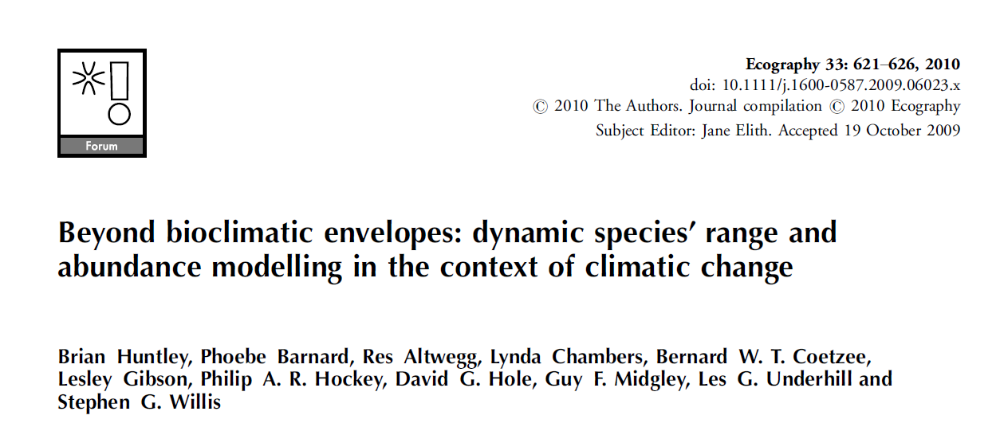 Forum
Ecography 33: 621–626, 2010
doi: 10.1111/j.1600-0587.2009.06023.x
© 2010 The Authors. Journal compilation © 2010 Ecography
Subject Editor: Jane Elith. Accepted 19 October 2009
Beyond bioclimatic envelopes: dynamic species’ range and
abundance modelling in the context of climatic change
Brian Huntley, Phoebe Barnard, Res Altwegg, Lynda Chambers, Bernard W. T. Coetzee,
Lesley Gibson, Philip A. R. Hockey, David G. Hole, Guy F. Midgley, Les G. Underhill and
Stephen G. Willis